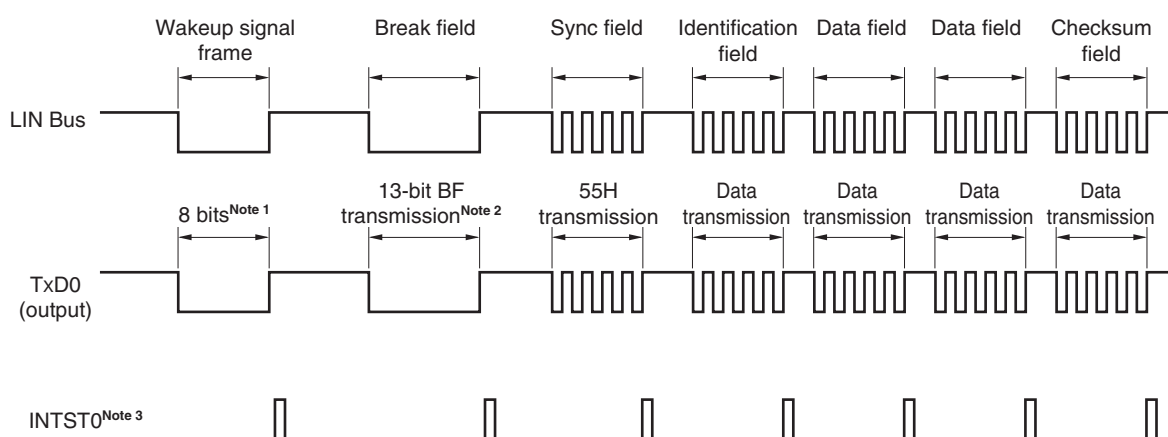 Wakeup signal frame
Break field
Sync field
Identification field
Data field
Data field
Checksum field
LIN Bus
8 bitsNote 1
13-bit BF transmissionNote 2
55H transmission
Data transmission
Data transmission
Data transmission
Data transmission
TxD0 (output)
INTST0Note 3